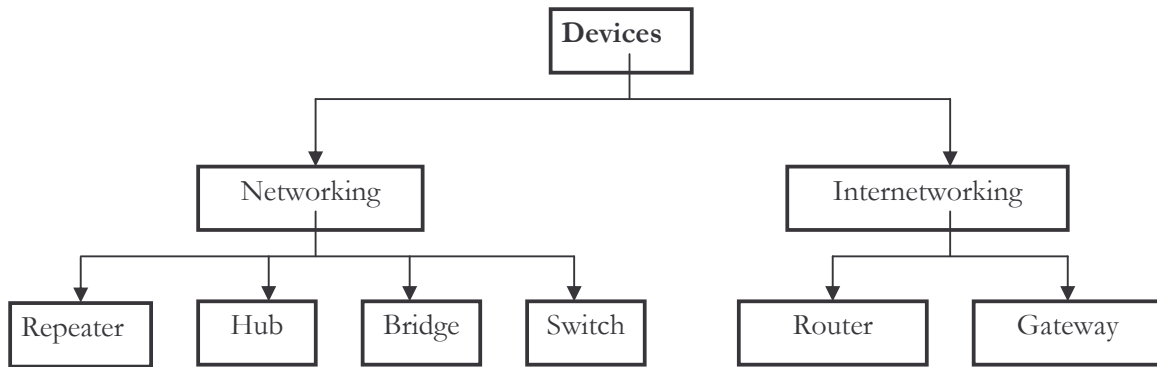 Devices
Networking
Internetworking
Repeater
Hub
Bridge
Switch
Router
Gateway